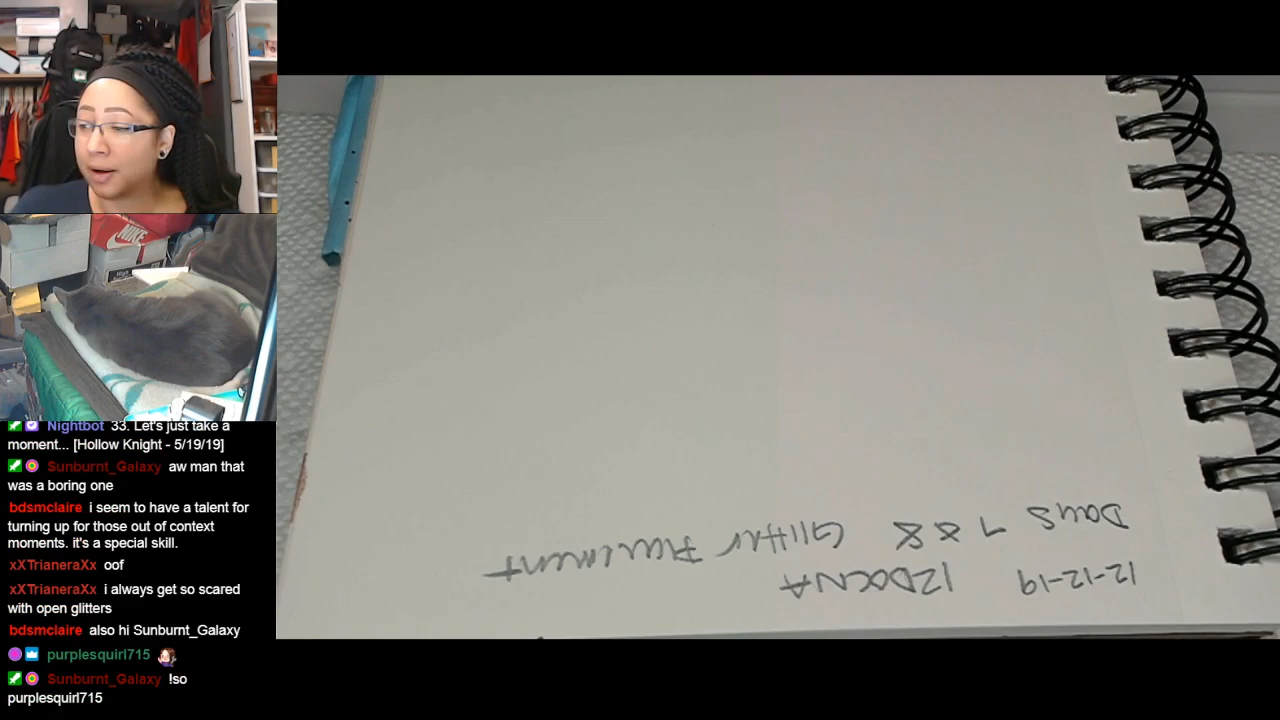 NIKE
High
Nightbot 33. Let's just take a
moment... [Hollow Knight - 5/19/19]
Sunburnt_Galaxy aw man that
was a boring one
bdsmclaire i seem to have a talent for
turning up for those out of context
moments. it's a special skill.
xXTrianeraXx oof
xXTrianeraXx i always get so scared
with open glitters
bdsmclaire also hi Sunburnt_Galaxy
purplesquirl715
Sunburnt_Galaxy !so
purplesquirl715
12-12-19 12DOCNA
Days 7 & 8 Glitter Placement